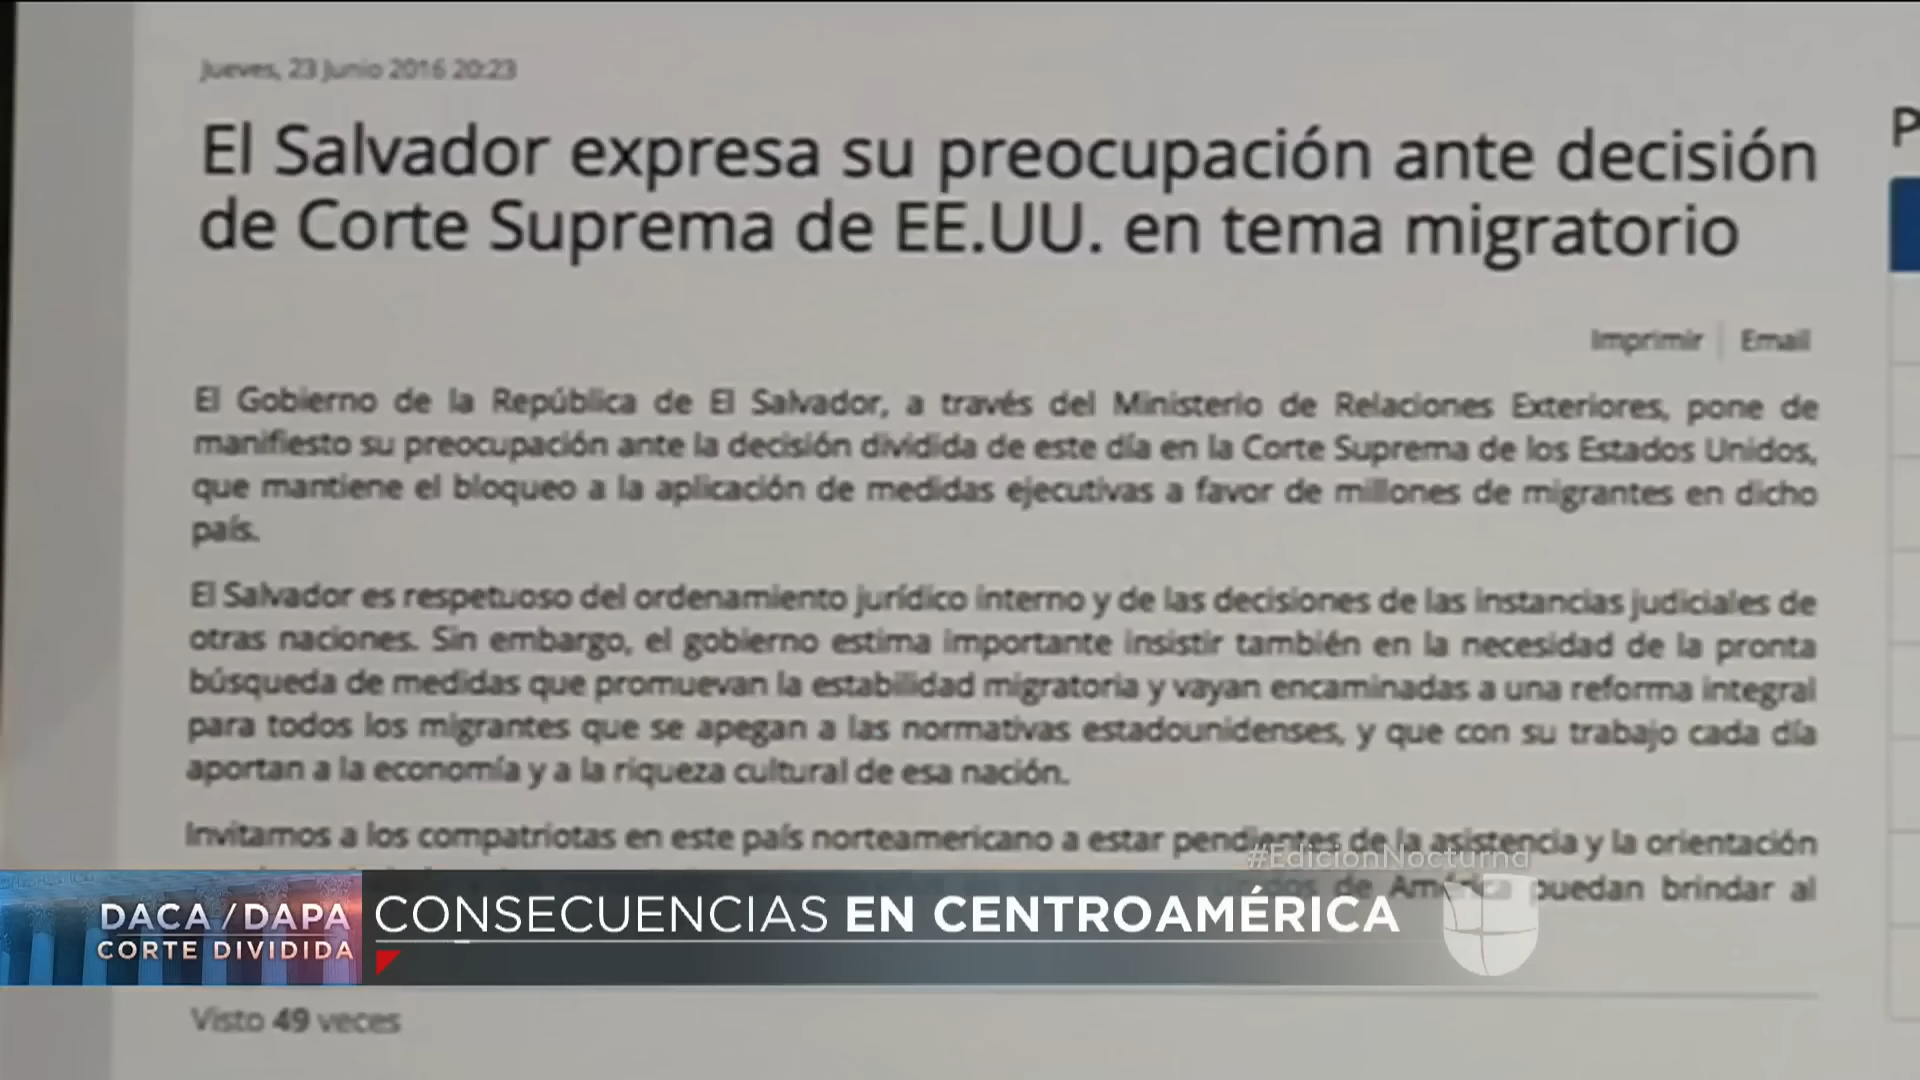 Jueves, 23 Junio 2016 20:23
El Salvador expresa su preocupación ante decisión
de Corte Suprema de EE.UU. en tema migratorio
P
Imprimir | Email
El Gobierno de la República de El Salvador, a través del Ministerio de Relaciones Exteriores, pone de
manifiesto su preocupación ante la decisión dividida de este día en la Corte Suprema de los Estados Unidos,
que mantiene el bloqueo a la aplicación de medidas ejecutivas a favor de millones de migrantes en dicho
país.
El Salvador es respetuoso del ordenamiento jurídico interno y de las decisiones de las instancias judiciales de
otras naciones. Sin embargo, el gobierno estima importante insistir también en la necesidad de la pronta
búsqueda de medidas que promuevan la estabilidad migratoria y vayan encaminadas a una reforma integral
para todos los migrantes que se apegan a las normativas estadounidenses, y que con su trabajo cada día
aportan a la economía y a la riqueza cultural de esa nación.
Invitamos a los compatriotas en este país norteamericano a estar pendientes de la asistencia y la orientación
#EdicionNocturna
de América puedan brindar al
DACA / DAPA
CORTE DIVIDIDA
CONSECUENCIAS EN CENTROAMÉRICA
Visto 49 veces